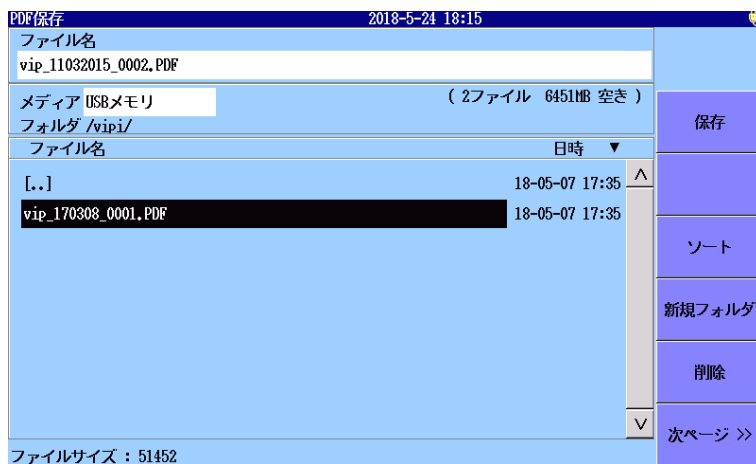 PDF保存 2018-5-24 18:15
ファイル名
vip_11032015_0002.PDF
メディア USBメモリ ( 2ファイル 6451MB 空き )
フォルダ /vipi/
ファイル名 日時 ▼
[..] 18-05-07 17:35
vip_170308_0001.PDF 18-05-07 17:35
ファイルサイズ : 51452
保存
ソート
新規フォルダ
削除
次ページ >>